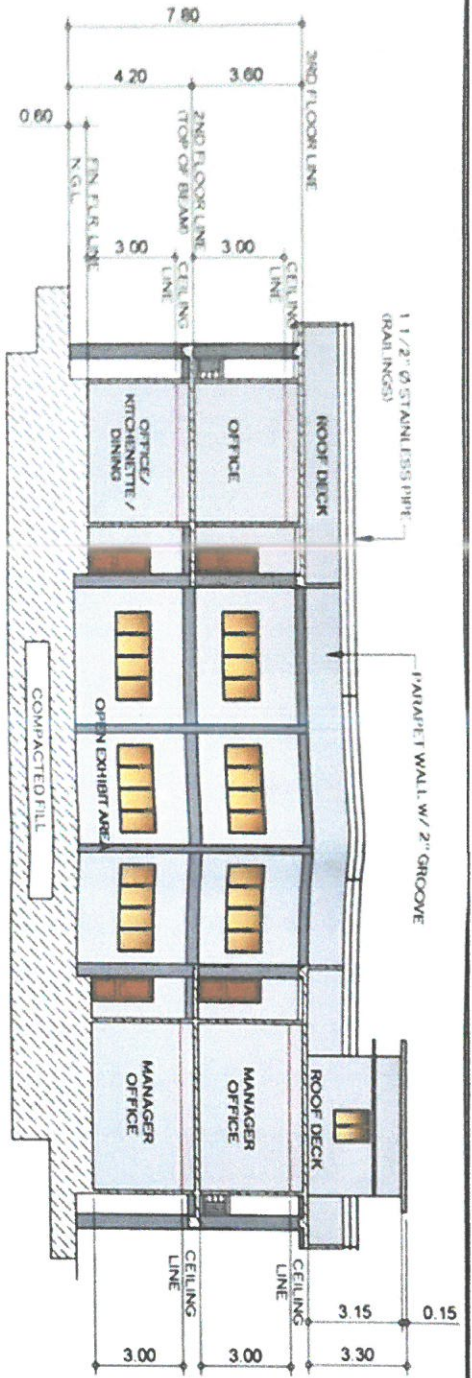 7.80
4.20
3.60
0.60
3RD FLOOR LINE
2ND FLOOR LINE
(TOP OF BEAM)
FIN. FLR LINE
N.G.L.
3.00
3.00
CEILING
LINE
CEILING
LINE
1 1/2" Ø STAINLESS PIPE
(RAILINGS)
PARAPET WALL W/ 2" GROOVE
ROOF DECK
ROOF DECK
OFFICE
OFFICE/
KITCHENETTE /
DINING
OPEN EXHIBIT AREA
MANAGER
OFFICE
MANAGER
OFFICE
COMPACTED FILL
CEILING
LINE
CEILING
LINE
3.15
0.15
3.30
3.00
3.00